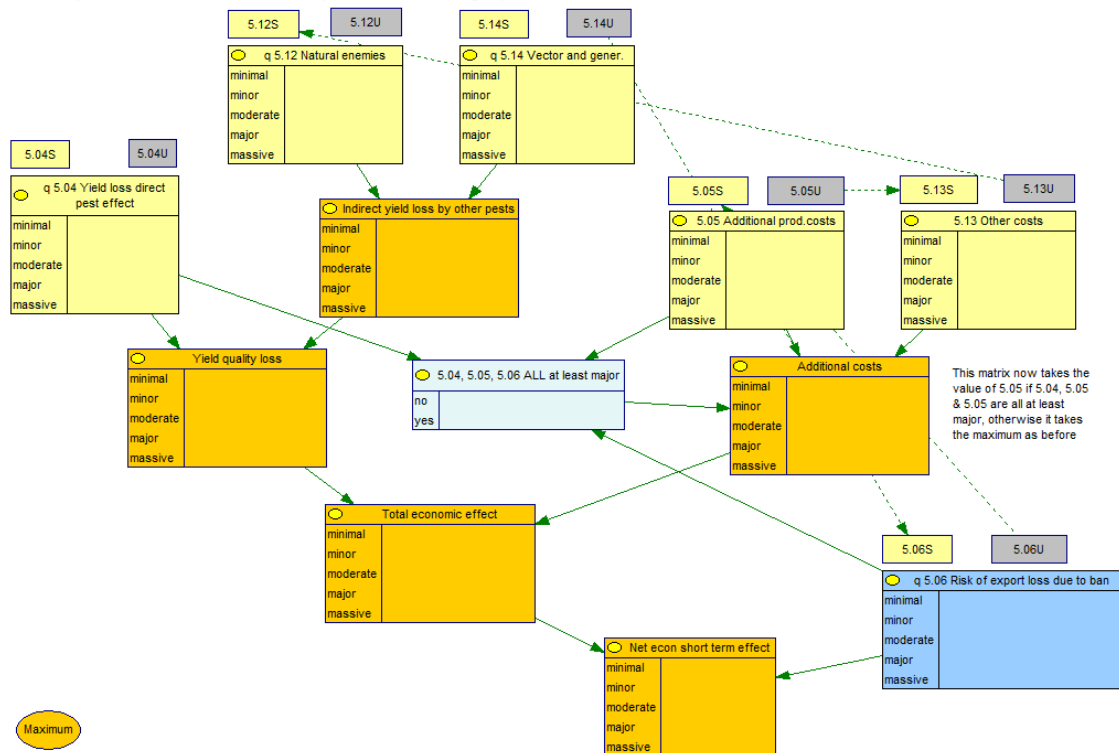 5.12S
5.12U
5.14S
5.14U
q 5.12 Natural enemies
minimal
minor
moderate
major
massive
q 5.14 Vector and gener.
minimal
minor
moderate
major
massive
5.04S
5.04U
q 5.04 Yield loss direct
pest effect
minimal
minor
moderate
major
massive
Indirect yield loss by other pests
minimal
minor
moderate
major
massive
5.05S
5.05U
5.13S
5.13U
5.05 Additional prod.costs
minimal
minor
moderate
major
massive
5.13 Other costs
minimal
minor
moderate
major
massive
Yield quality loss
minimal
minor
moderate
major
massive
5.04, 5.05, 5.06 ALL at least major
no
yes
Additional costs
minimal
minor
moderate
major
massive
This matrix now takes the
value of 5.05 if 5.04, 5.05
& 5.05 are all at least
major, otherwise it takes
the maximum as before
Total economic effect
minimal
minor
moderate
major
massive
5.06S
5.06U
q 5.06 Risk of export loss due to ban
minimal
minor
moderate
major
massive
Net econ short term effect
minimal
minor
moderate
major
massive
Maximum